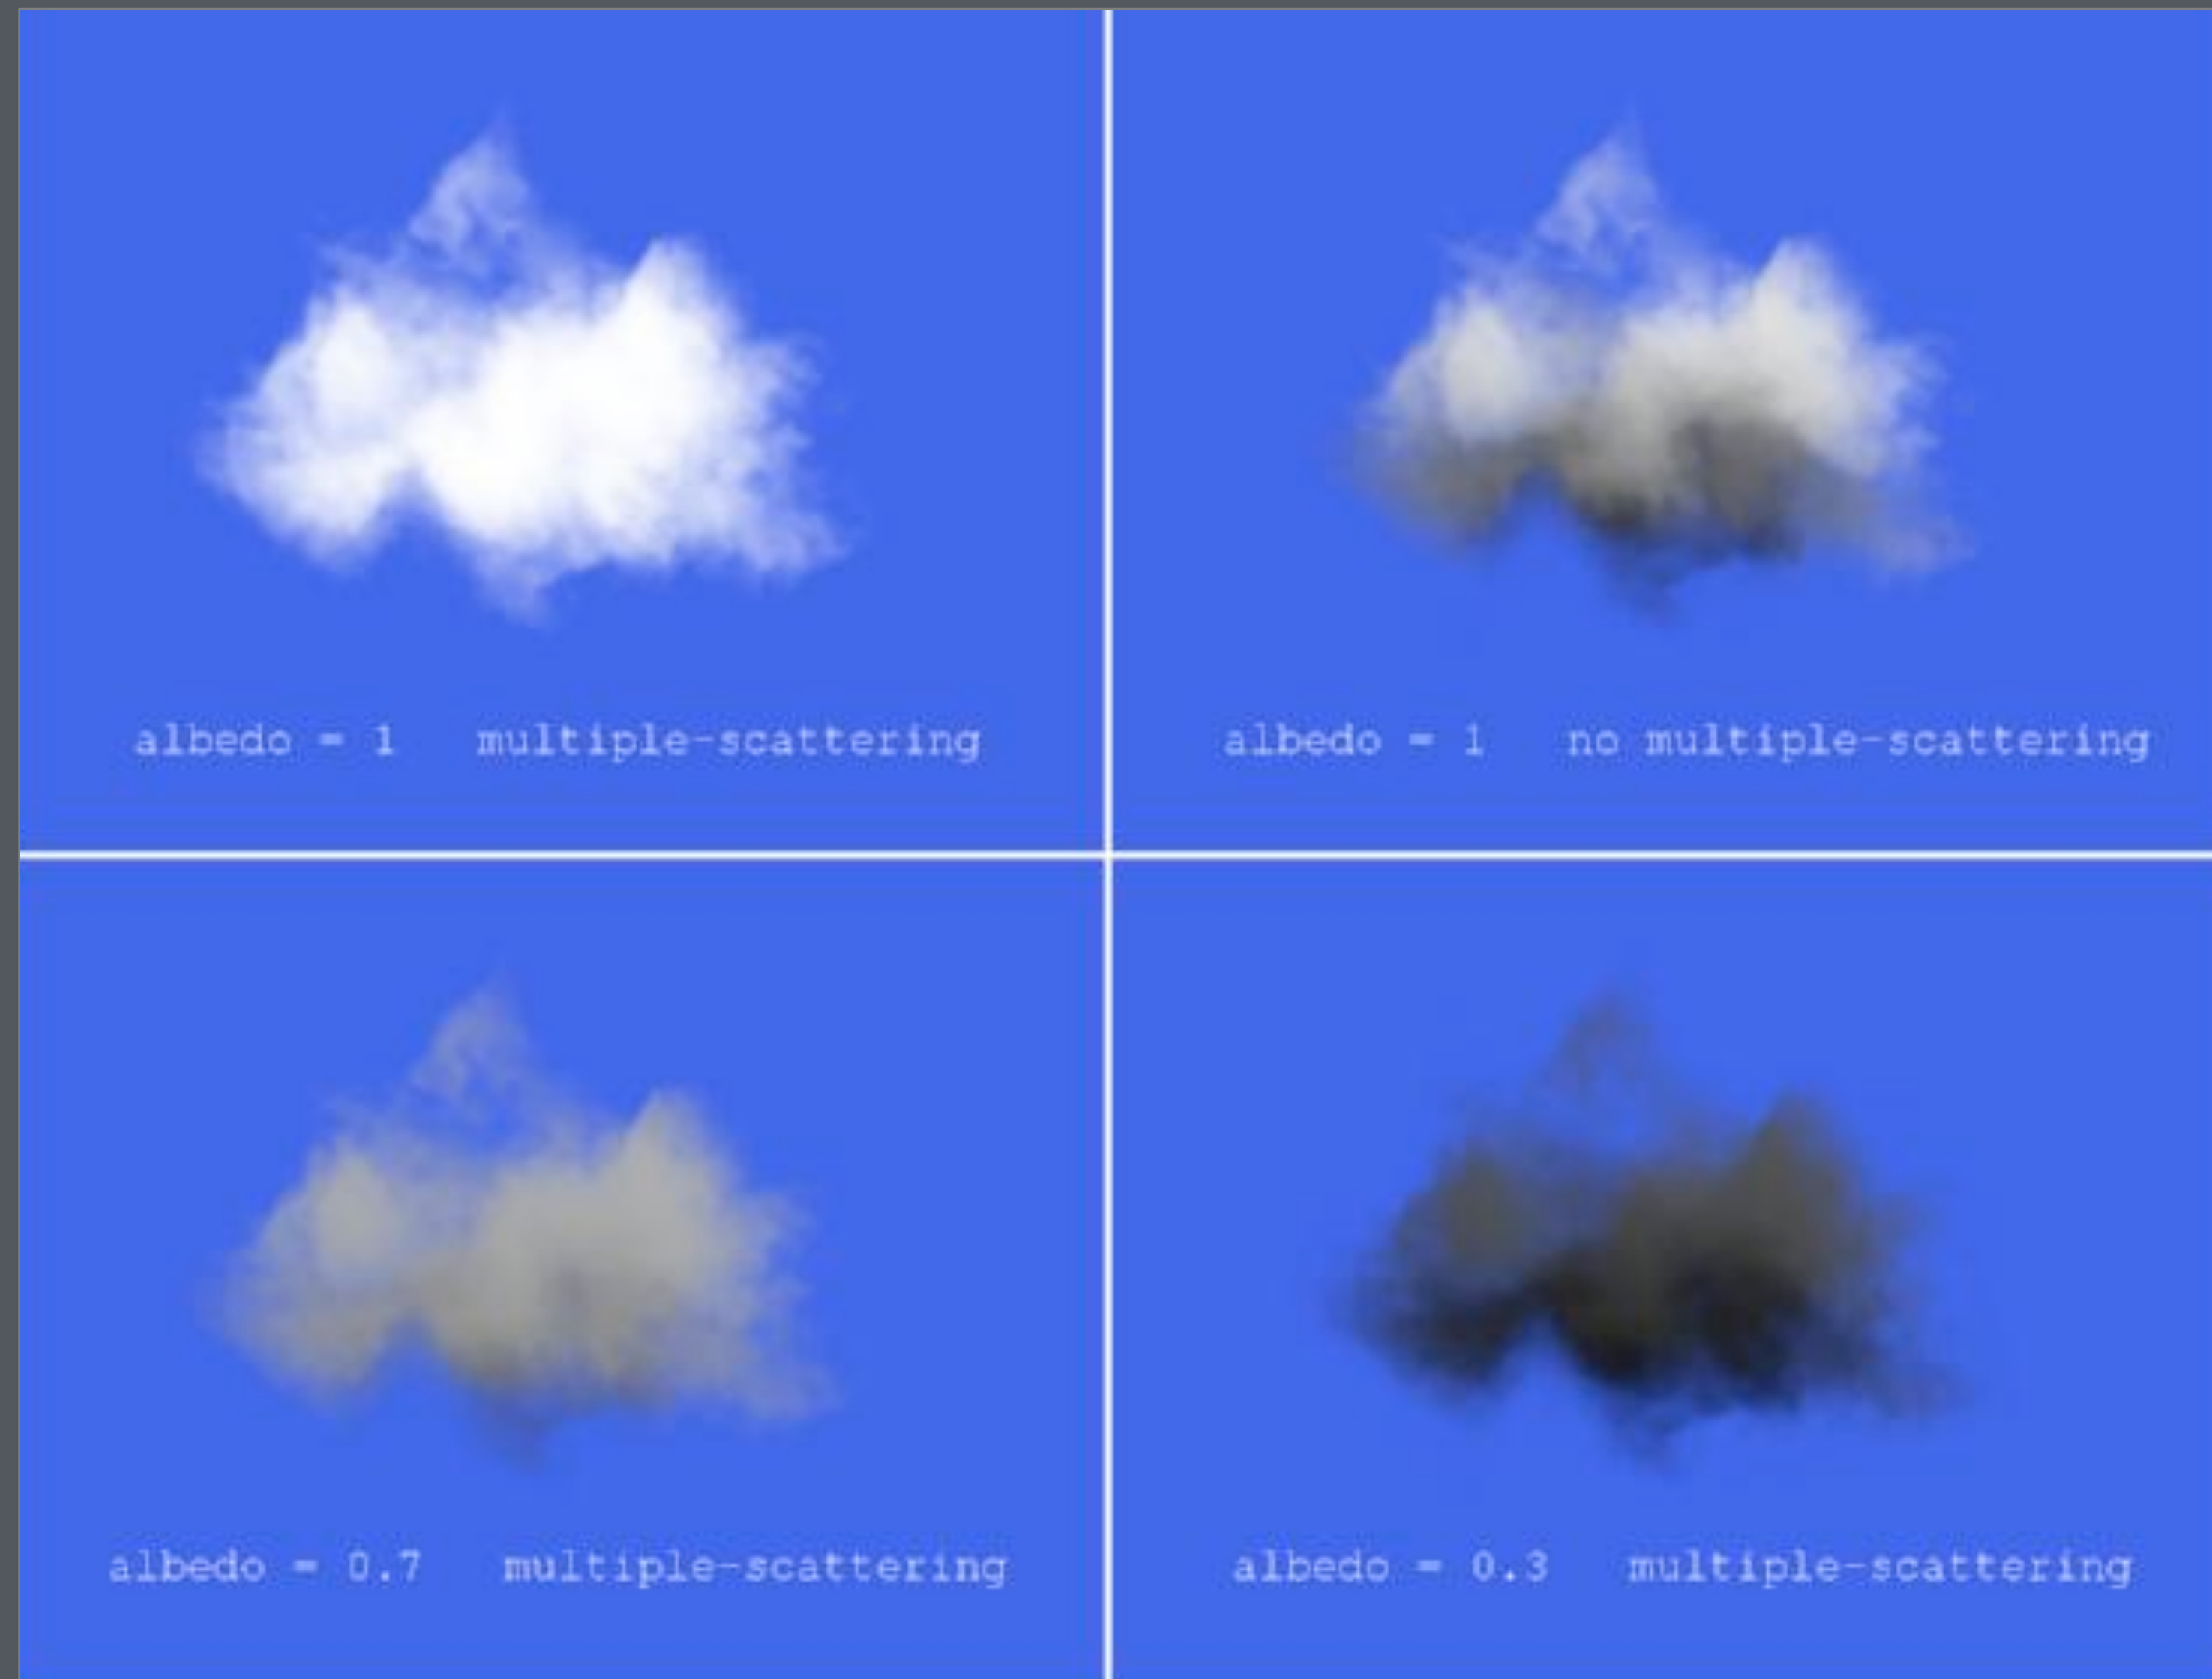 albedo = 1   multiple-scattering
albedo = 1   no multiple-scattering
albedo = 0.7   multiple-scattering
albedo = 0.3   multiple-scattering